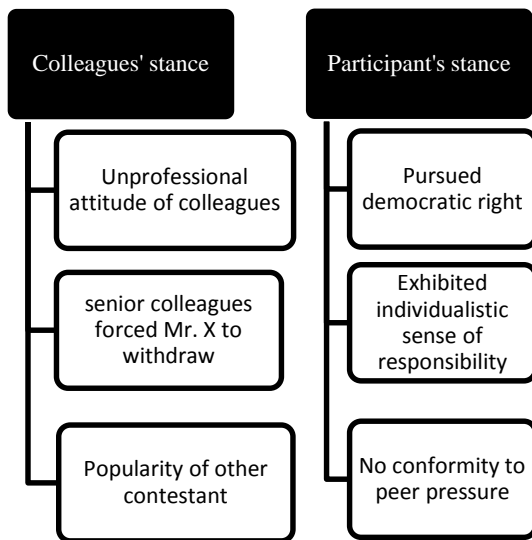 Colleagues' stance
Unprofessional
attitude of colleagues
senior colleagues
forced Mr. X to
withdraw
Popularity of other
contestant
Participant's stance
Pursued
democratic right
Exhibited
individualistic
sense of
responsibility
No conformity to
peer pressure